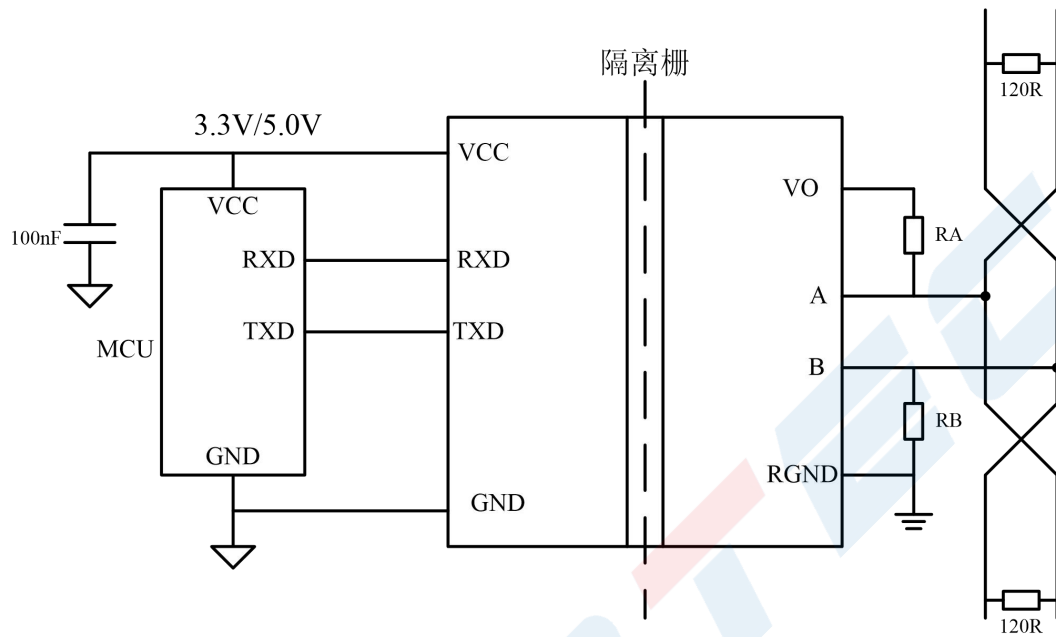 隔离栅
120R
3.3V/5.0V
VCC
VCC
VO
100nF
RA
RXD
RXD
A
TXD
TXD
MCU
B
RB
GND
RGND
GND
120R